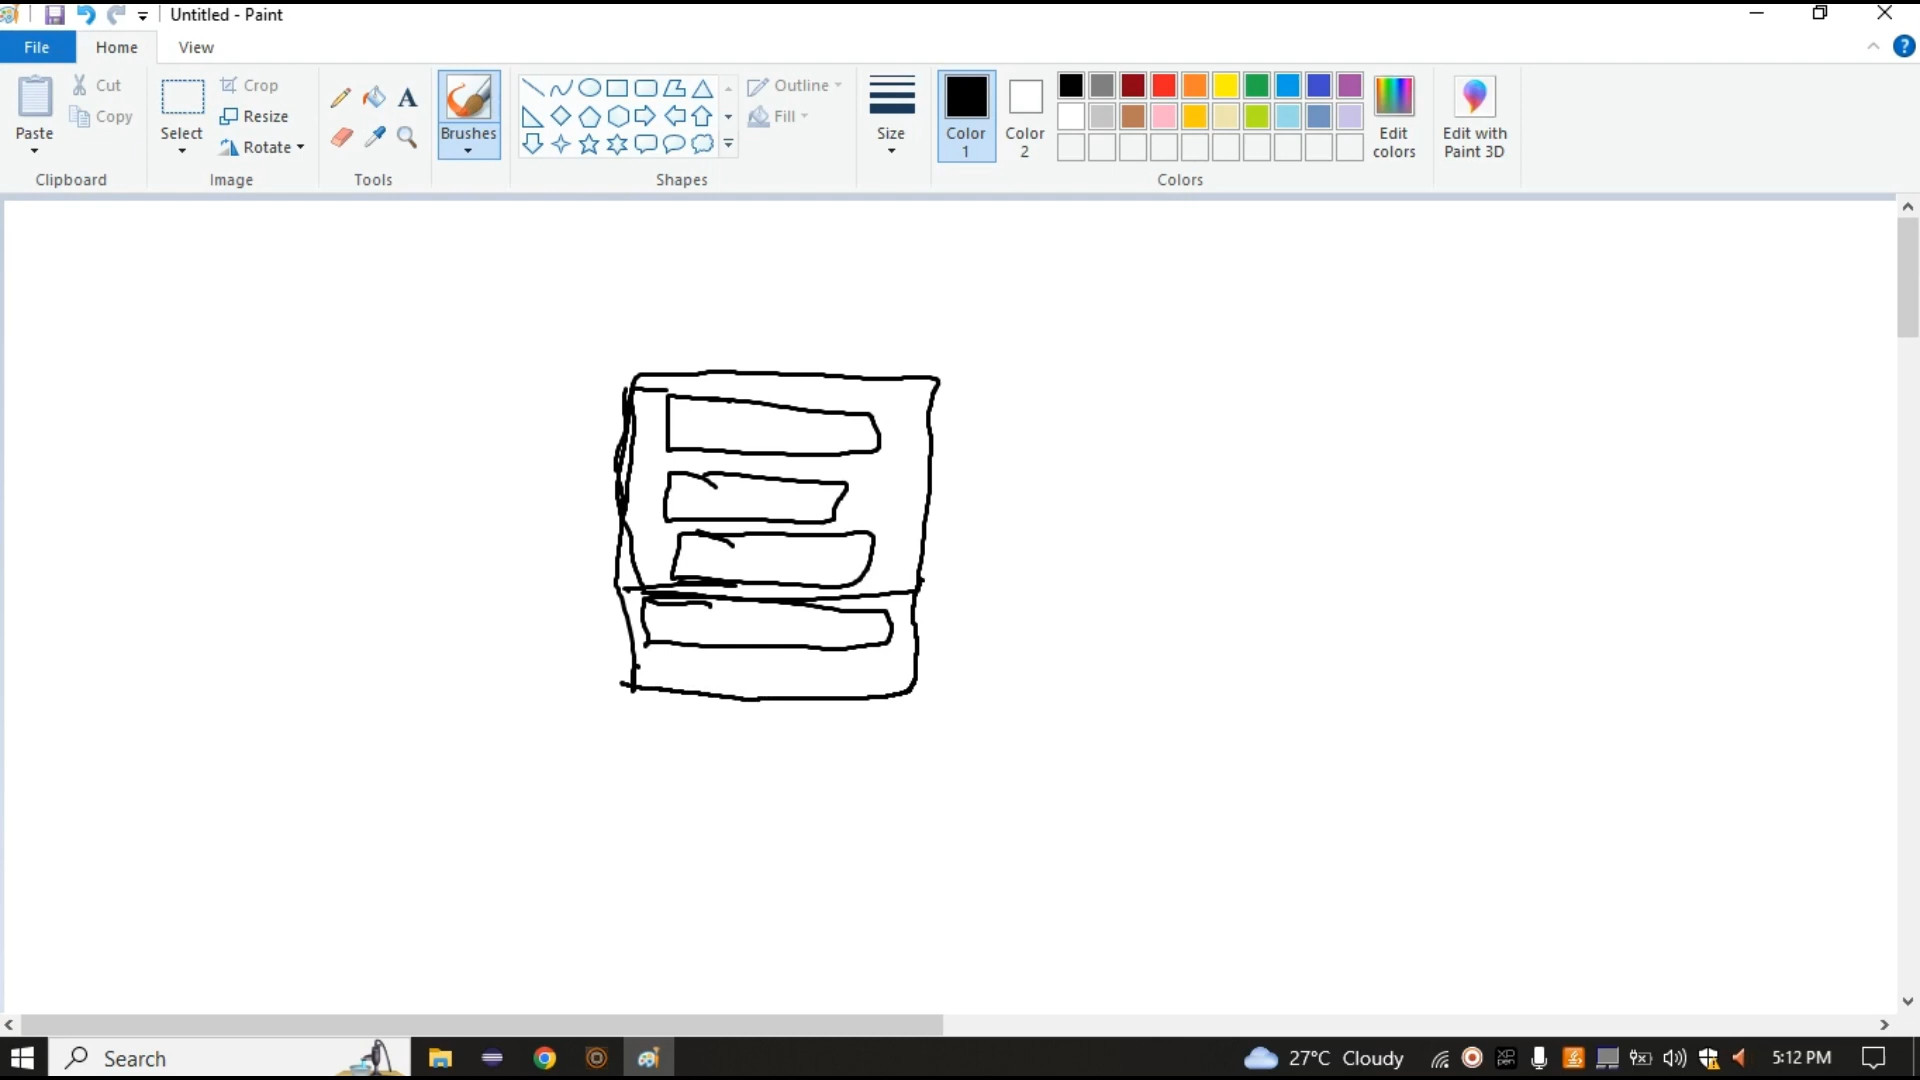 Untitled - Paint
File Home View
Paste
Cut
Copy
Clipboard
Select
Crop
Resize
Rotate
Image
A
Tools
Brushes
Shapes
Outline
Fill
Size
Color 1
Color 2
Colors
Edit colors
Edit with Paint 3D
?
Search
27°C Cloudy
5:12 PM